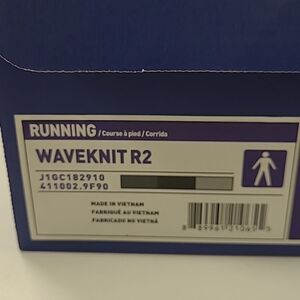 RUNNING / Course à pied / Corrida
WAVEKNIT R2
J1GC182910
411002.9F90
MADE IN VIETNAM
FABRIQUÉ AU VIETNAM
FABRICADO NO VIETNÃ